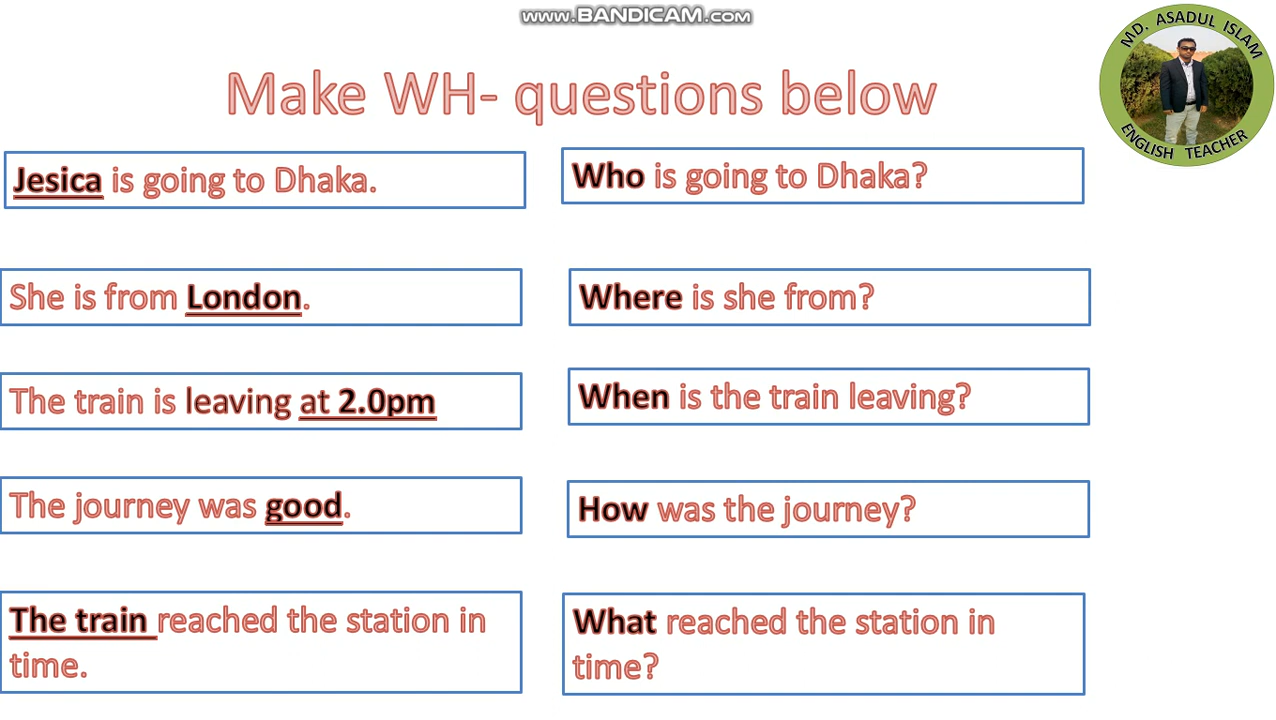 www.BANDICAM.com
MD. ASADUL ISLAM
ENGLISH TEACHER
Make WH- questions below
Jesica is going to Dhaka.
Who is going to Dhaka?
She is from London.
Where is she from?
The train is leaving at 2.0pm
When is the train leaving?
The journey was good.
How was the journey?
The train reached the station in
time.
What reached the station in
time?